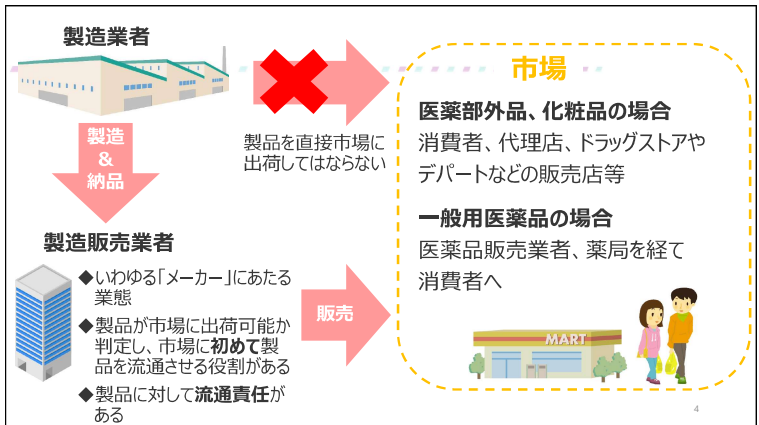 製造業者
製造
&
納品
製品を直接市場に
出荷してはならない
製造販売業者
◆いわゆる「メーカー」にあたる
業態
◆製品が市場に出荷可能か
判定し、市場に初めて製
品を流通させる役割がある
◆製品に対して流通責任が
ある
販売
市場
医薬部外品、化粧品の場合
消費者、代理店、ドラッグストアや
デパートなどの販売店等
一般用医薬品の場合
医薬品販売業者、薬局を経て
消費者へ
MART
4